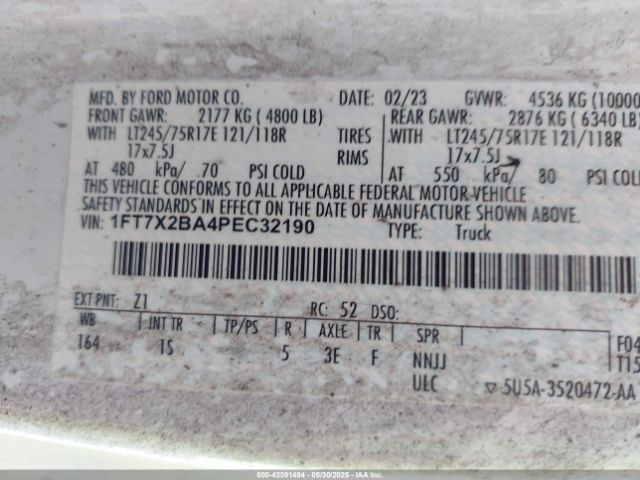 MFD. BY FORD MOTOR CO. DATE: 02/23 GVWR: 4536 KG (10000
FRONT GAWR: 2177 KG ( 4800 LB) REAR GAWR: 2876 KG ( 6340 LB)
WITH LT245/75R17E 121/118R TIRES WITH LT245/75R17E 121/118R
17x7.5J RIMS 17x7.5J
AT 480 kPa/ 70 PSI COLD AT 550 kPa/ 80 PSI COL
THIS VEHICLE CONFORMS TO ALL APPLICABLE FEDERAL MOTOR VEHICLE
SAFETY STANDARDS IN EFFECT ON THE DATE OF MANUFACTURE SHOWN ABOVE.
VIN: 1FT7X2BA4PEC32190 TYPE: Truck
EXT PNT: Z1 RC: 52 DSO:
WB INT TR TP/PS R AXLE TR SPR F04
164 1S 5 3E F NNJJ T15
ULC ▽ 5U5A-3520472-AA
000-42391494 - 05/30/2025 - IAAI.COM